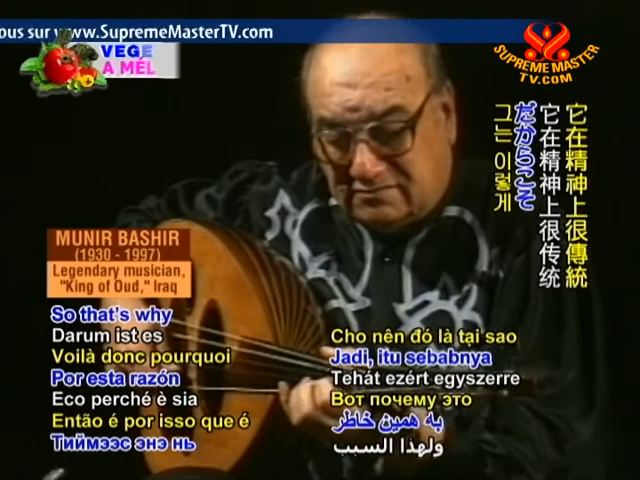 ous sur www.SupremeMasterTV.com
VEGE
A MÉL
SUPREME MASTER
TV.COM
它在精神上很傳統
它在精神上很传统
だからこそ
그는 이렇게
MUNIR BASHIR
(1930 - 1997)
Legendary musician,
"King of Oud," Iraq
So that's why
Darum ist es
Voilà donc pourquoi
Por esta razón
Eco perché è sia
Então é por isso que é
Тиймээс энэ нь
Cho nên đó là tại sao
Jadi, itu sebabnya
Tehát ezért egyszerre
Вот почему это
به همین خاطر
ولهذا السبب